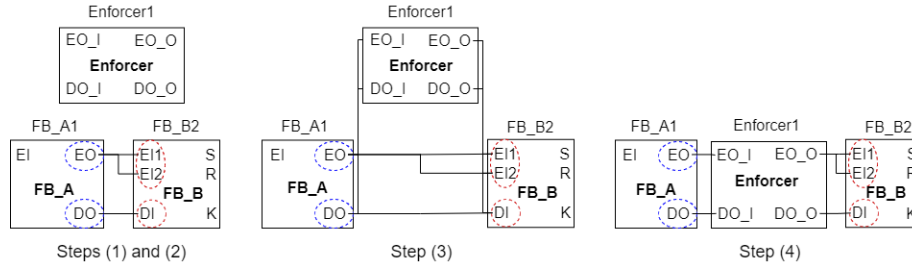 Enforcer1
EO_I EO_O
Enforcer
DO_I DO_O
FB_A1 FB_B2
EI EO EI1 S
EI2 R
FB_A FB_B
DO DI K
Steps (1) and (2)
Enforcer1
EO_I EO_O
Enforcer
DO_I DO_O
FB_A1 FB_B2
EI EO EI1 S
EI2 R
FB_A FB_B
DO DI K
Step (3)
FB_A1 Enforcer1 FB_B2
EI EO EO_I EO_O EI1 S
EI2 R
FB_A Enforcer FB_B
DO DO_I DO_O DI K
Step (4)